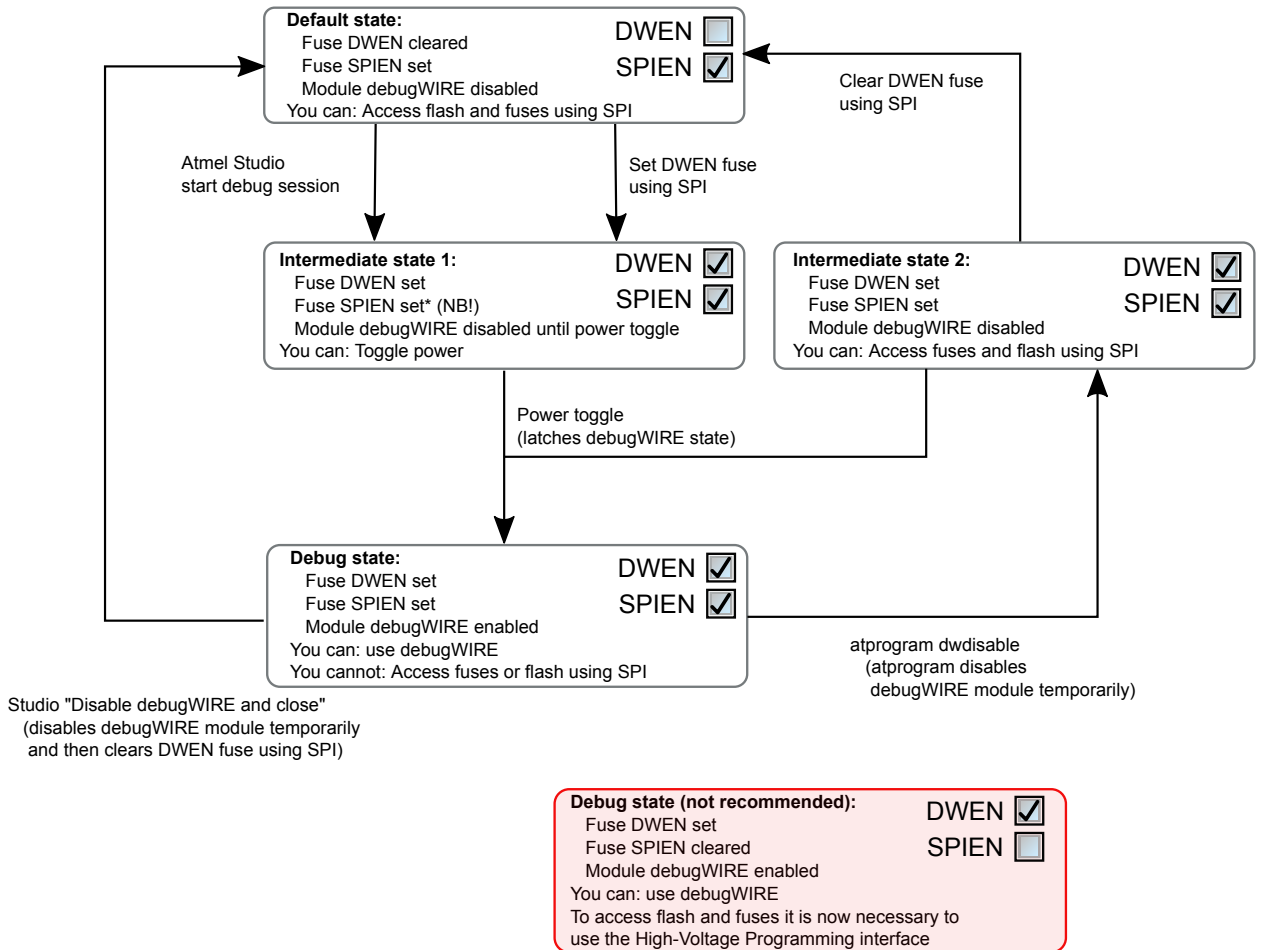 Default state:
Fuse DWEN cleared
Fuse SPIEN set
Module debugWIRE disabled
You can: Access flash and fuses using SPI
DWEN
SPIEN
Clear DWEN fuse
using SPI
Atmel Studio
start debug session
Set DWEN fuse
using SPI
Intermediate state 1:
Fuse DWEN set
Fuse SPIEN set* (NB!)
Module debugWIRE disabled until power toggle
You can: Toggle power
DWEN
SPIEN
Intermediate state 2:
Fuse DWEN set
Fuse SPIEN set
Module debugWIRE disabled
You can: Access fuses and flash using SPI
DWEN
SPIEN
Power toggle
(latches debugWIRE state)
Debug state:
Fuse DWEN set
Fuse SPIEN set
Module debugWIRE enabled
You can: use debugWIRE
You cannot: Access fuses or flash using SPI
DWEN
SPIEN
atprogram dwdisable
(atprogram disables
debugWIRE module temporarily)
Studio "Disable debugWIRE and close"
(disables debugWIRE module temporarily
and then clears DWEN fuse using SPI)
Debug state (not recommended):
Fuse DWEN set
Fuse SPIEN cleared
Module debugWIRE enabled
You can: use debugWIRE
To access flash and fuses it is now necessary to
use the High-Voltage Programming interface
DWEN
SPIEN